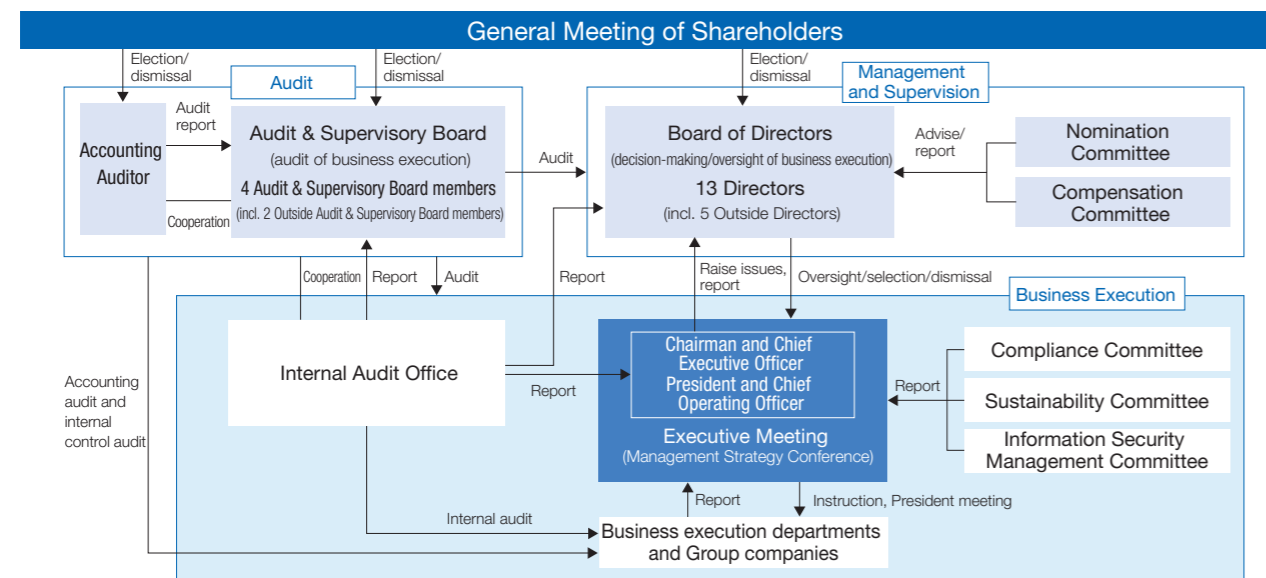 General Meeting of Shareholders
Election/
dismissal
Election/
dismissal
Election/
dismissal
Audit
Management
and Supervision
Accounting
Auditor
Audit
report
Cooperation
Audit & Supervisory Board
(audit of business execution)
4 Audit & Supervisory Board members
(incl. 2 Outside Audit & Supervisory Board members)
Audit
Board of Directors
(decision-making/oversight of business execution)
13 Directors
(incl. 5 Outside Directors)
Advise/
report
Nomination
Committee
Compensation
Committee
Cooperation
Report
Audit
Report
Raise issues,
report
Oversight/selection/dismissal
Business Execution
Internal Audit Office
Report
Chairman and Chief
Executive Officer
President and Chief
Operating Officer
Executive Meeting
(Management Strategy Conference)
Report
Compliance Committee
Sustainability Committee
Information Security
Management Committee
Accounting
audit and
internal
control audit
Internal audit
Report
Instruction, President meeting
Business execution departments
and Group companies